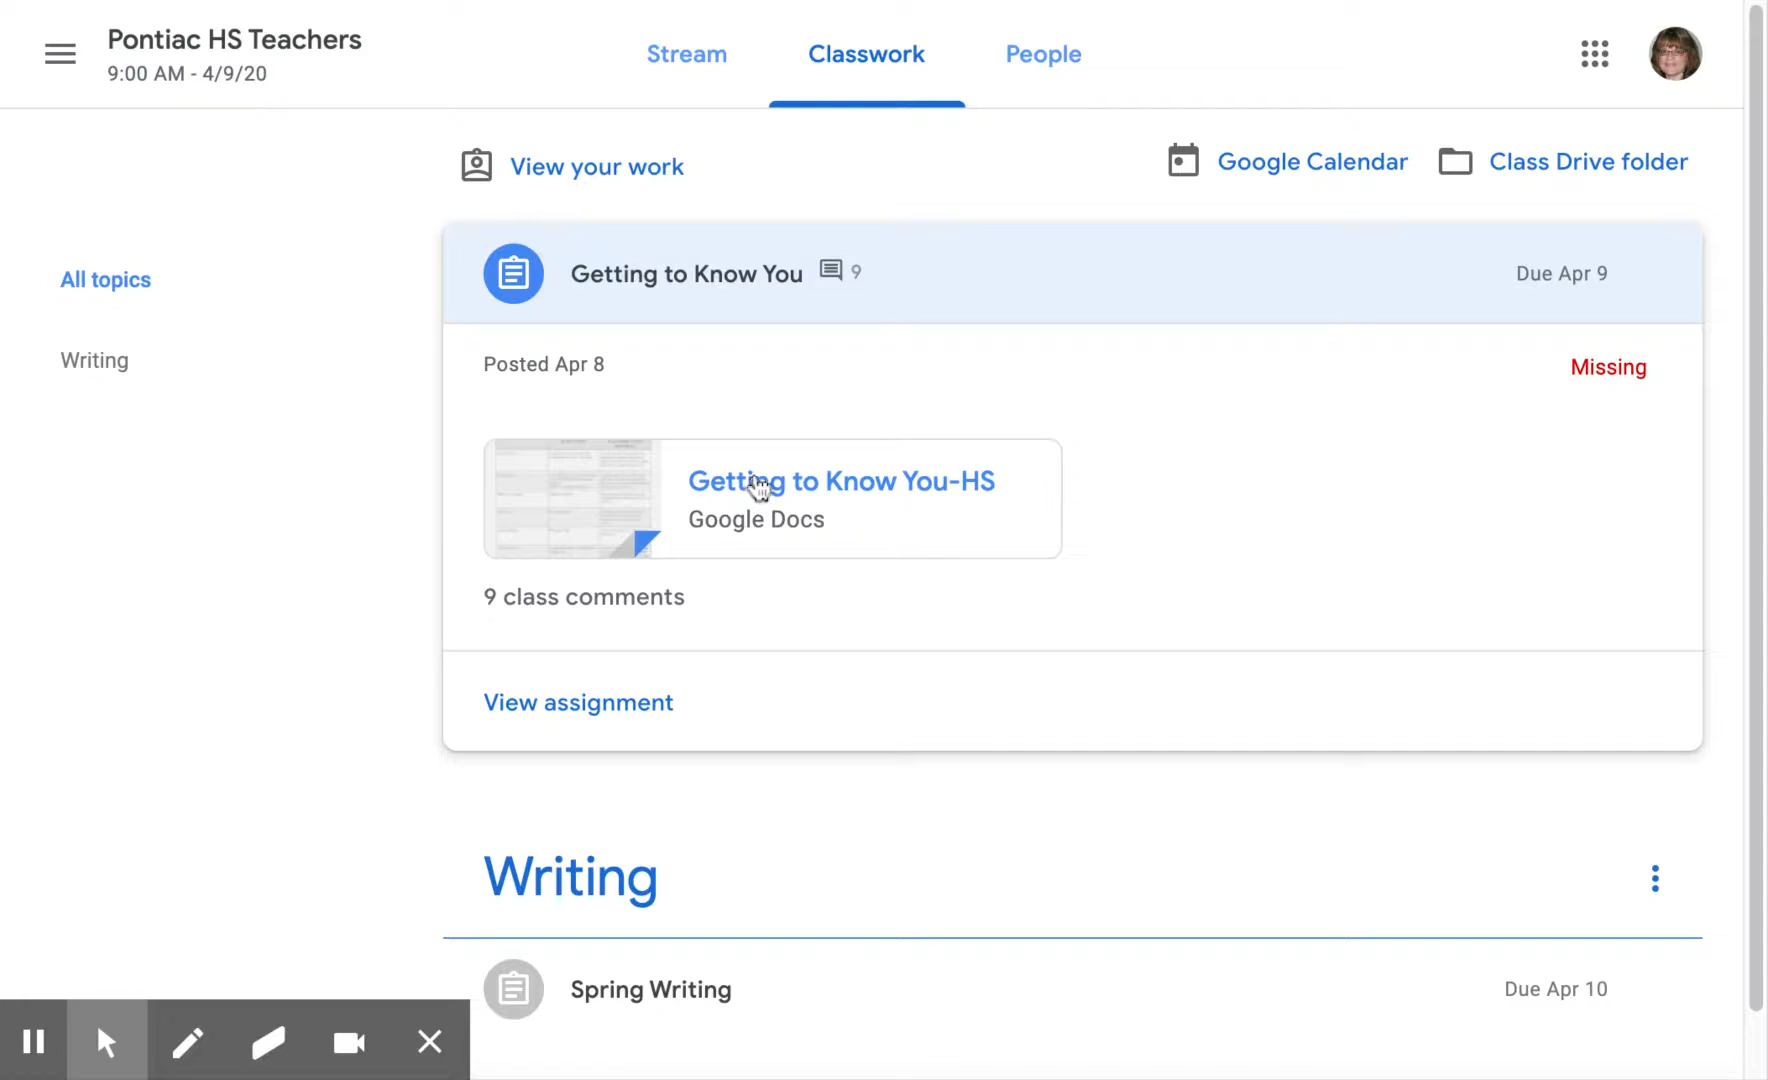 Pontiac HS Teachers
9:00 AM - 4/9/20
Stream
Classwork
People
View your work
Google Calendar
Class Drive folder
All topics
Writing
Getting to Know You 9
Due Apr 9
Posted Apr 8
Missing
Getting to Know You-HS
Google Docs
9 class comments
View assignment
Writing
Spring Writing
Due Apr 10